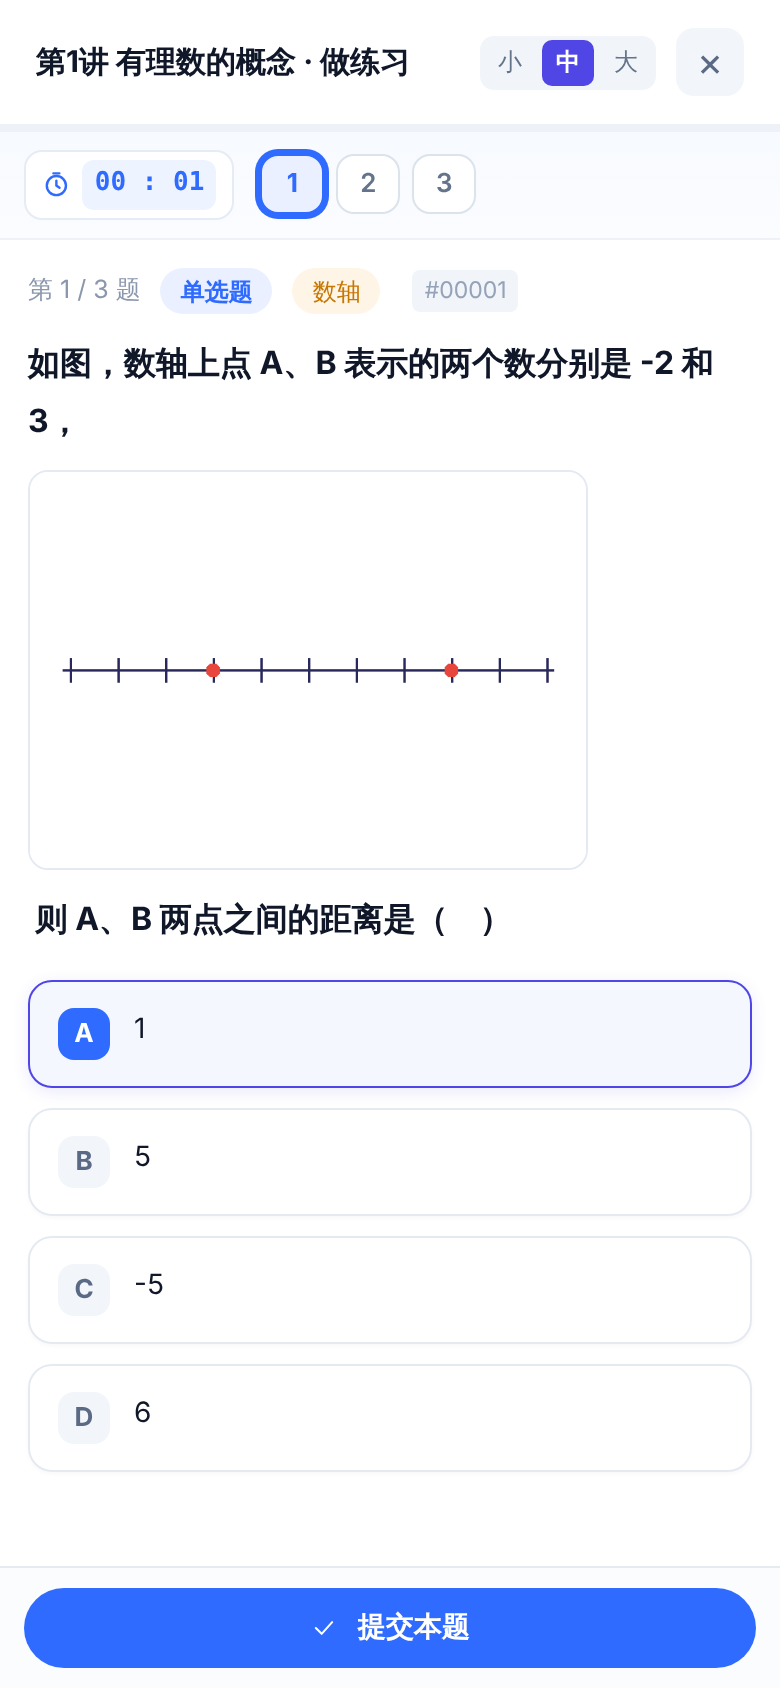 第1讲 有理数的概念 · 做练习
小 中 大 ×
00 : 01 1 2 3
第 1 / 3 题 单选题 数轴 #00001
如图，数轴上点 A、B 表示的两个数分别是 -2 和
3，
则 A、B 两点之间的距离是（　）
A 1
B 5
C -5
D 6
提交本题